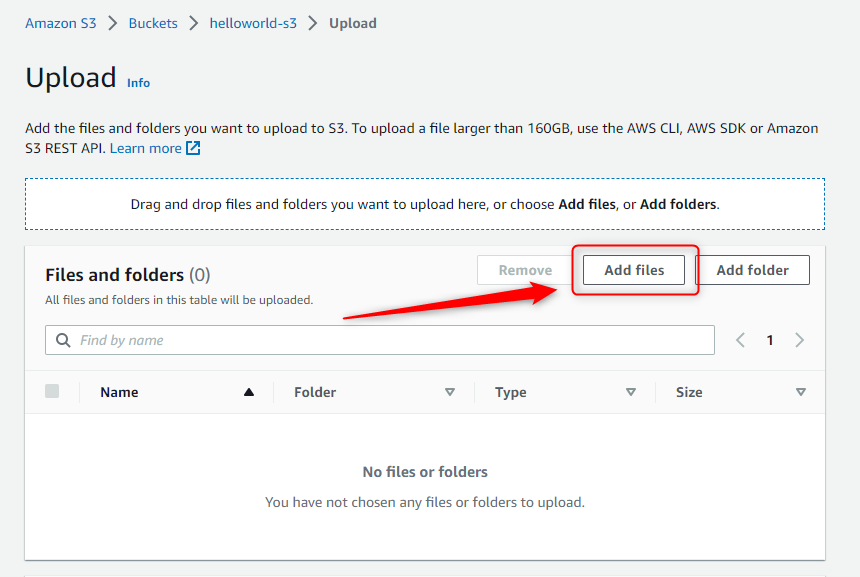 Amazon S3 > Buckets > helloworld-s3 > Upload
Upload Info
Add the files and folders you want to upload to S3. To upload a file larger than 160GB, use the AWS CLI, AWS SDK or Amazon
S3 REST API. Learn more
Drag and drop files and folders you want to upload here, or choose Add files, or Add folders.
Files and folders (0)
All files and folders in this table will be uploaded.
Remove
Add files
Add folder
Find by name
1
Name Folder Type Size
No files or folders
You have not chosen any files or folders to upload.